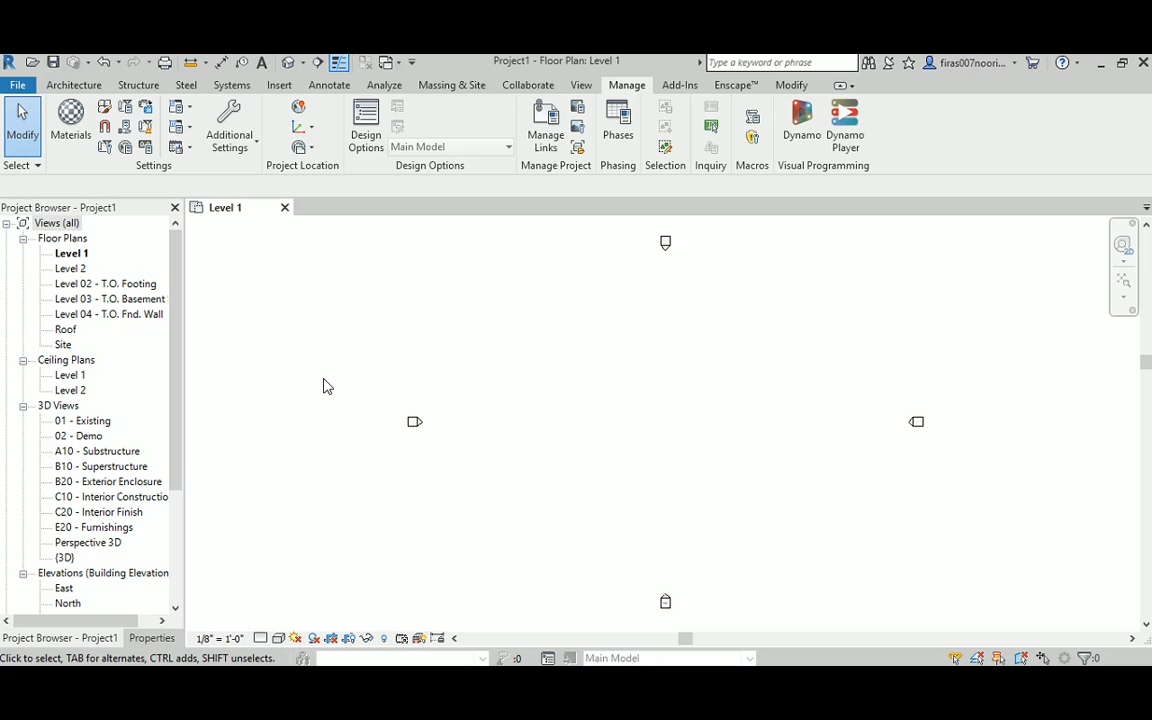 Project1 - Floor Plan: Level 1
Type a keyword or phrase
firas007noori...
File
Architecture
Structure
Steel
Systems
Insert
Annotate
Analyze
Massing & Site
Collaborate
View
Manage
Add-Ins
Enscape™
Modify
Modify
Materials
Additional
Settings
Design
Options
Main Model
Manage
Links
Phases
Dynamo
Dynamo
Player
Select
Settings
Project Location
Design Options
Manage Project
Phasing
Selection
Inquiry
Macros
Visual Programming
Project Browser - Project1
Level 1
Views (all)
Floor Plans
Level 1
Level 2
Level 02 - T.O. Footing
Level 03 - T.O. Basement
Level 04 - T.O. Fnd. Wall
Roof
Site
Ceiling Plans
Level 1
Level 2
3D Views
01 - Existing
02 - Demo
A10 - Substructure
B10 - Superstructure
B20 - Exterior Enclosure
C10 - Interior Constructio
C20 - Interior Finish
E20 - Furnishings
Perspective 3D
{3D}
Elevations (Building Elevation
East
North
Project Browser - Project1
Properties
1/8" = 1'-0"
Click to select, TAB for alternates, CTRL adds, SHIFT unselects.
:0
Main Model
:0